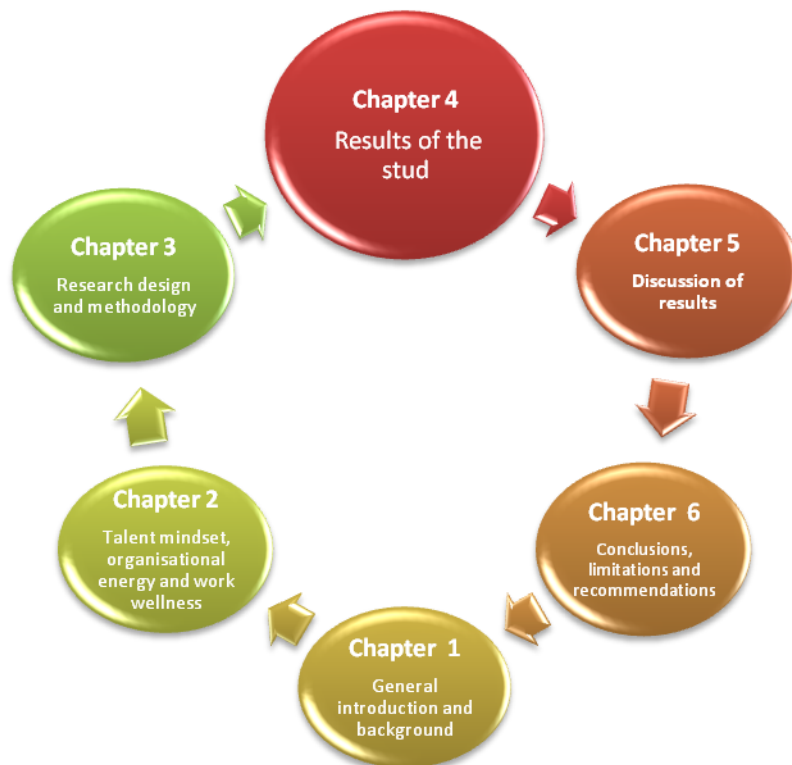 Chapter 4
Results of the
stud
Chapter 5
Discussion of
results
Chapter 6
Conclusions,
limitations and
recommendations
Chapter 1
General
introduction and
background
Chapter 2
Talent mindset,
organisational
energy and work
wellness
Chapter 3
Research design
and methodology